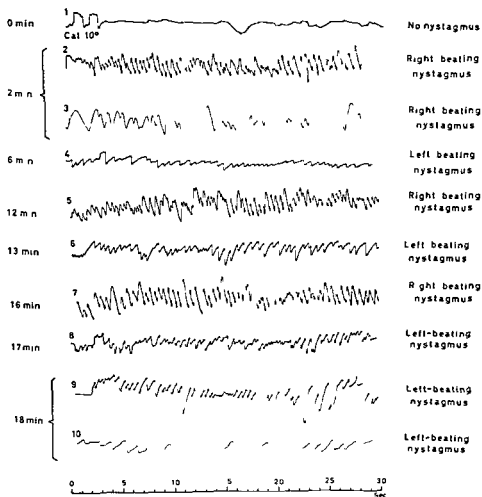 0 min 1 No nystagmus
Cal 10°
2 Right beating
nystagmus
2 min
3 Right beating
nystagmus
6 min 4 Left beating
nystagmus
12 min 5 Right beating
nystagmus
13 min 6 Left beating
nystagmus
16 min 7 Right beating
nystagmus
17 min 8 Left-beating
nystagmus
9 Left-beating
nystagmus
18 min
10 Left-beating
nystagmus
0 5 10 15 20 25 30
Sec